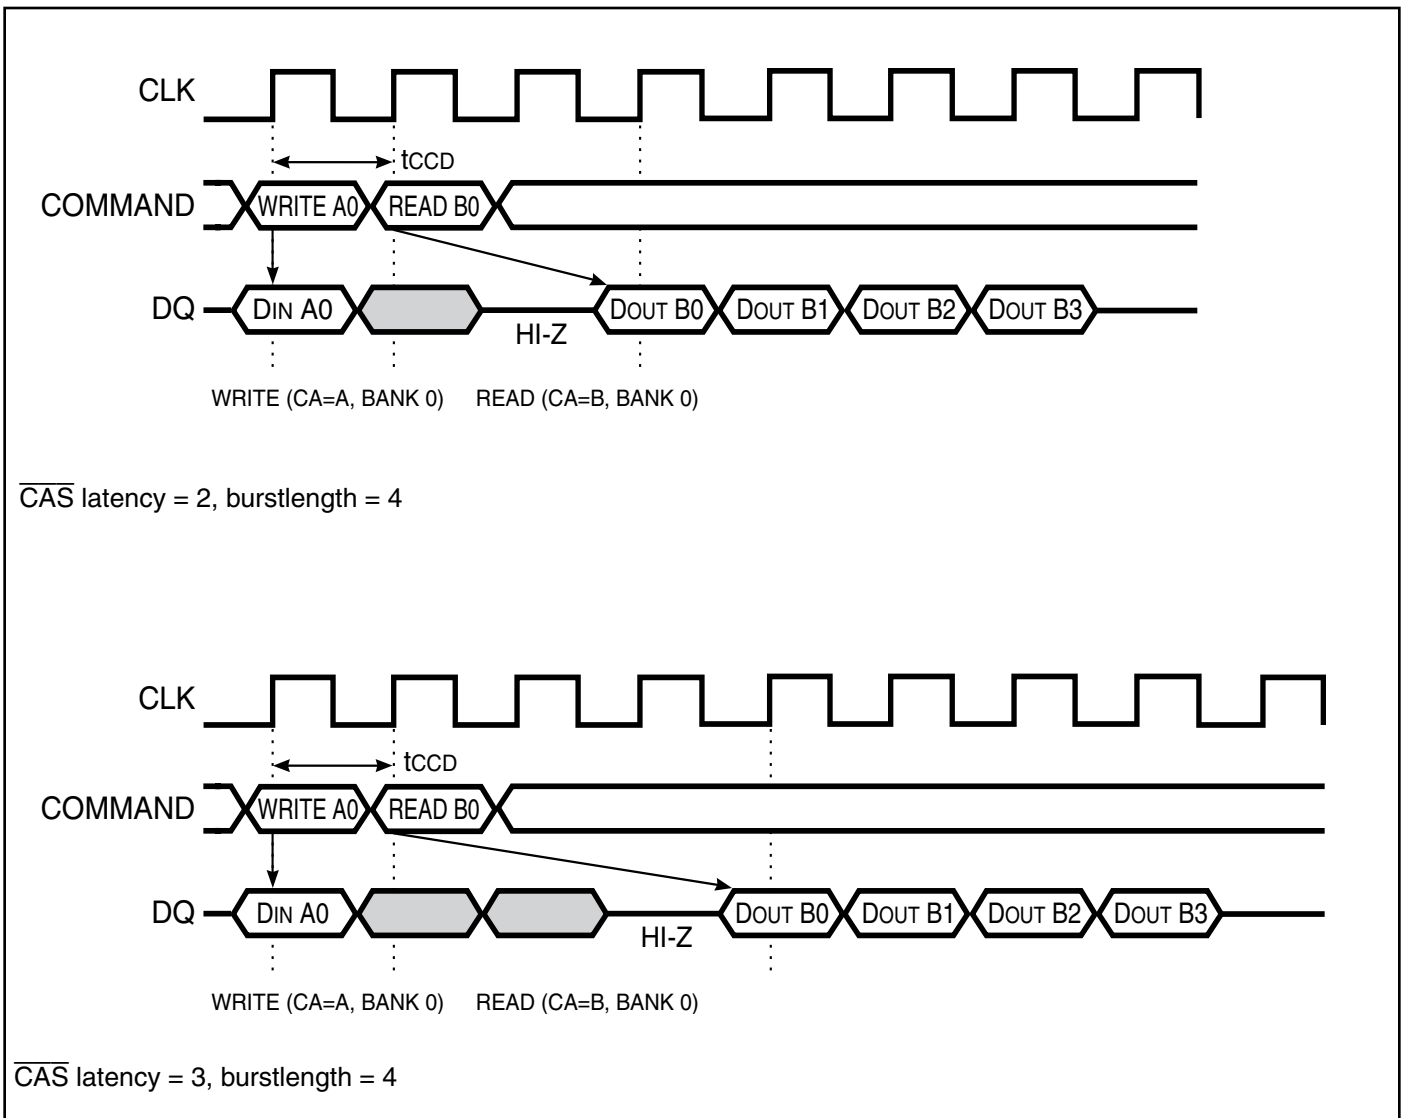 CLK
tCCD
COMMAND WRITE A0 READ B0
DQ DIN A0 DOUT B0 DOUT B1 DOUT B2 DOUT B3
HI-Z
WRITE (CA=A, BANK 0) READ (CA=B, BANK 0)
CAS latency = 2, burstlength = 4
CLK
tCCD
COMMAND WRITE A0 READ B0
DQ DIN A0 DOUT B0 DOUT B1 DOUT B2 DOUT B3
HI-Z
WRITE (CA=A, BANK 0) READ (CA=B, BANK 0)
CAS latency = 3, burstlength = 4